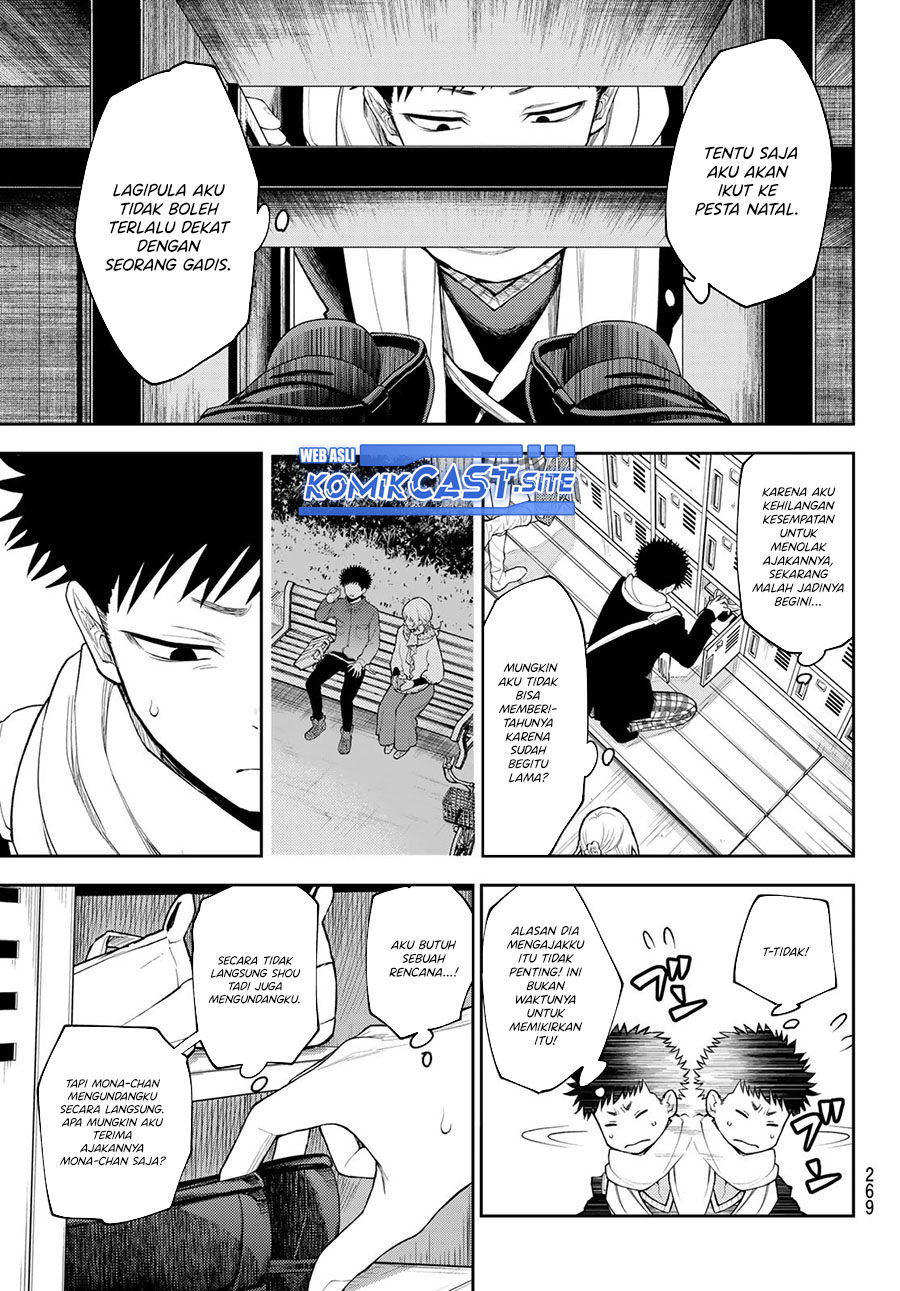 TENTU SAJA
AKU AKAN
IKUT KE
PESTA NATAL.
LAGIPULA AKU
TIDAK BOLEH
TERLALU DEKAT
DENGAN
SEORANG GADIS.
WEB ASLI
KOMIKCAST.SITE
KARENA AKU
KEHILANGAN
KESEMPATAN
UNTUK
MENOLAK
AJAKANNYA,
SEKARANG
MALAH JADINYA
BEGINI...
MUNGKIN
AKU TIDAK
BISA
MEMBERI-
TAHUNYA
KARENA
SUDAH
BEGITU
LAMA?
T-TIDAK!
ALASAN DIA
MENGAJAKKU
ITU TIDAK
PENTING! INI
BUKAN
WAKTUNYA
UNTUK
MEMIKIRKAN
ITU!
ブン
ブン
AKU BUTUH
SEBUAH
RENCANA...!
SECARA TIDAK
LANGSUNG SHOU
TADI JUGA
MENGUNDANGKU.
TAPI MONA-CHAN
MENGUNDANGKU
SECARA LANGSUNG.
APA MUNGKIN AKU
TERIMA
AJAKANNYA
MONA-CHAN SAJA?
269